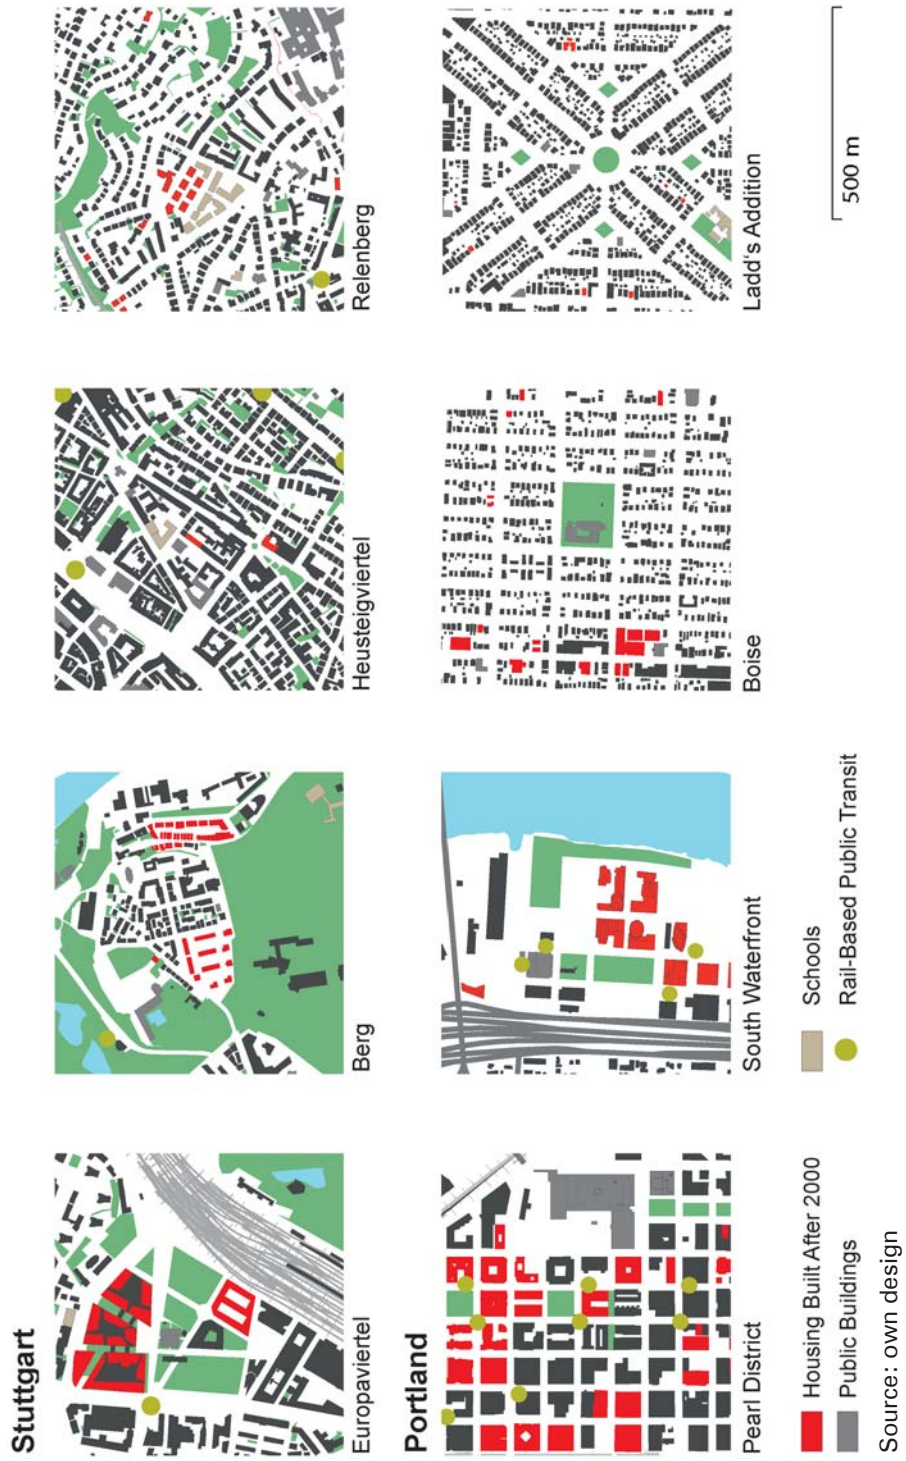 Stuttgart
Europaviertel
Berg
Heusteigviertel
Relenberg
Portland
Pearl District
South Waterfront
Boise
Ladd's Addition
Housing Built After 2000
Public Buildings
Schools
Rail-Based Public Transit
500 m
Source: own design